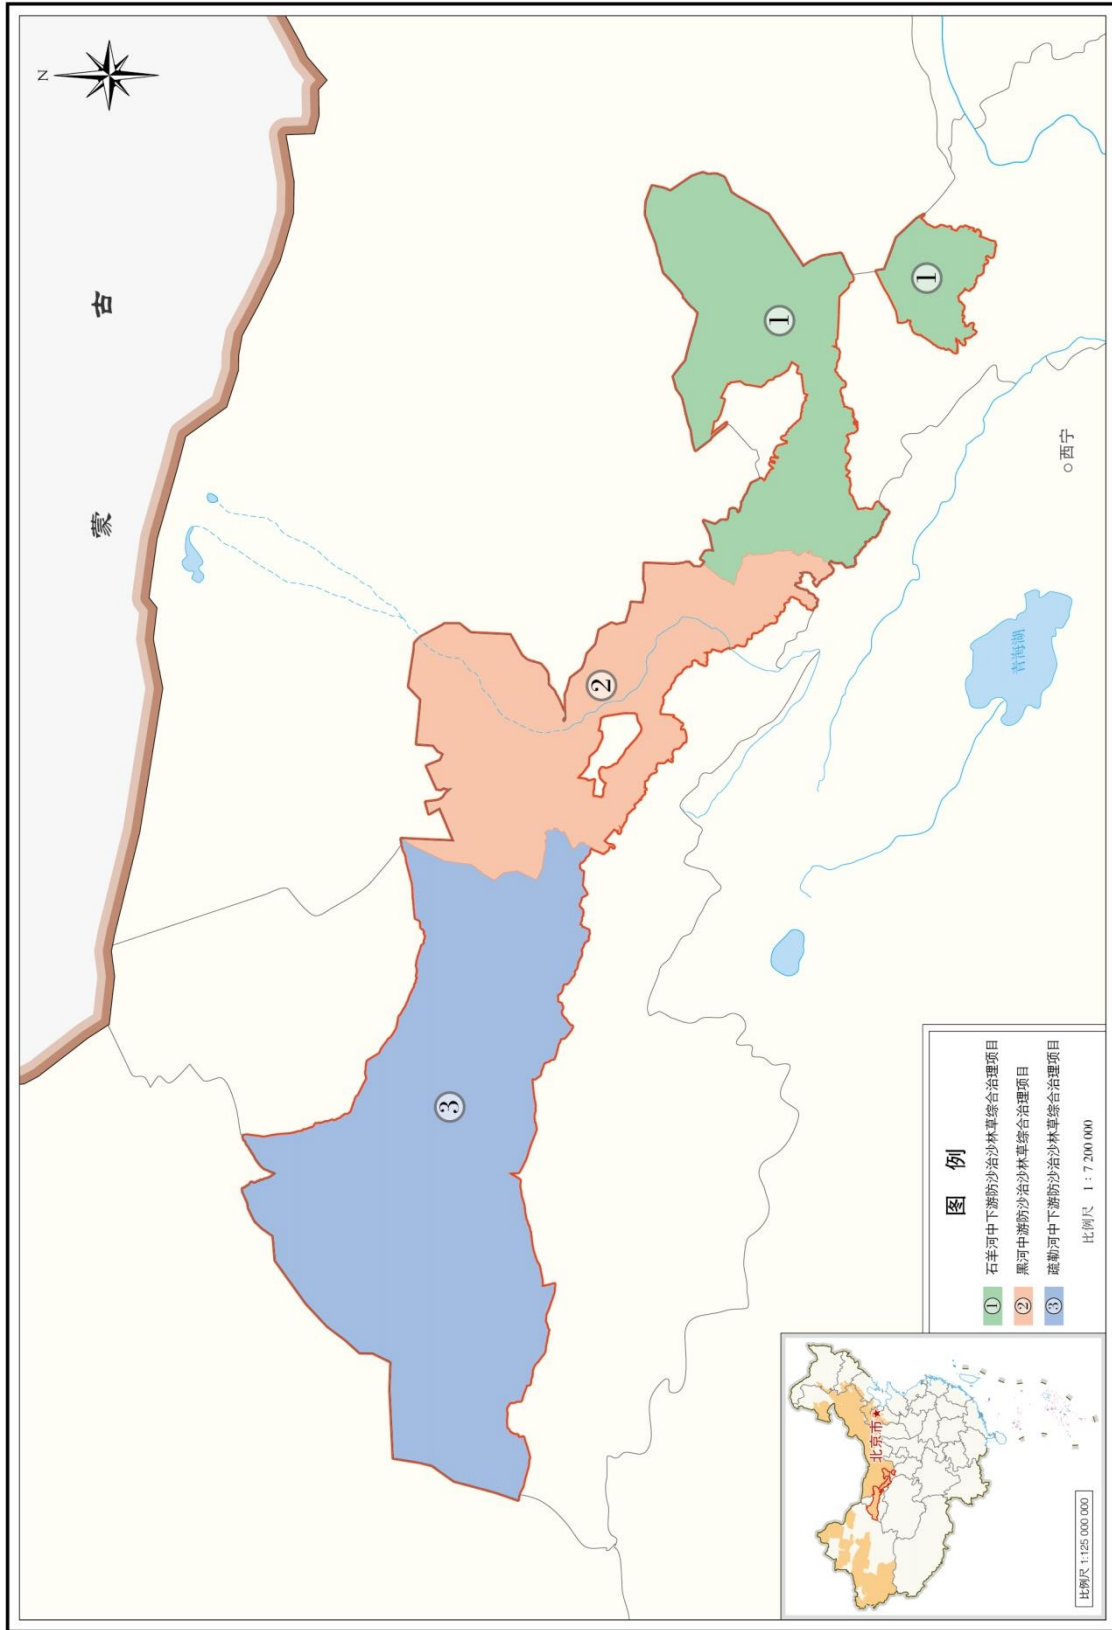 N
蒙 古
①
①
②
③
西宁
青海湖
图 例
① 石羊河中下游防沙治沙林草综合治理项目
② 黑河中游防沙治沙林草综合治理项目
③ 疏勒河中下游防沙治沙林草综合治理项目
比例尺 1：7 200 000
北京市
比例尺 1:125 000 000